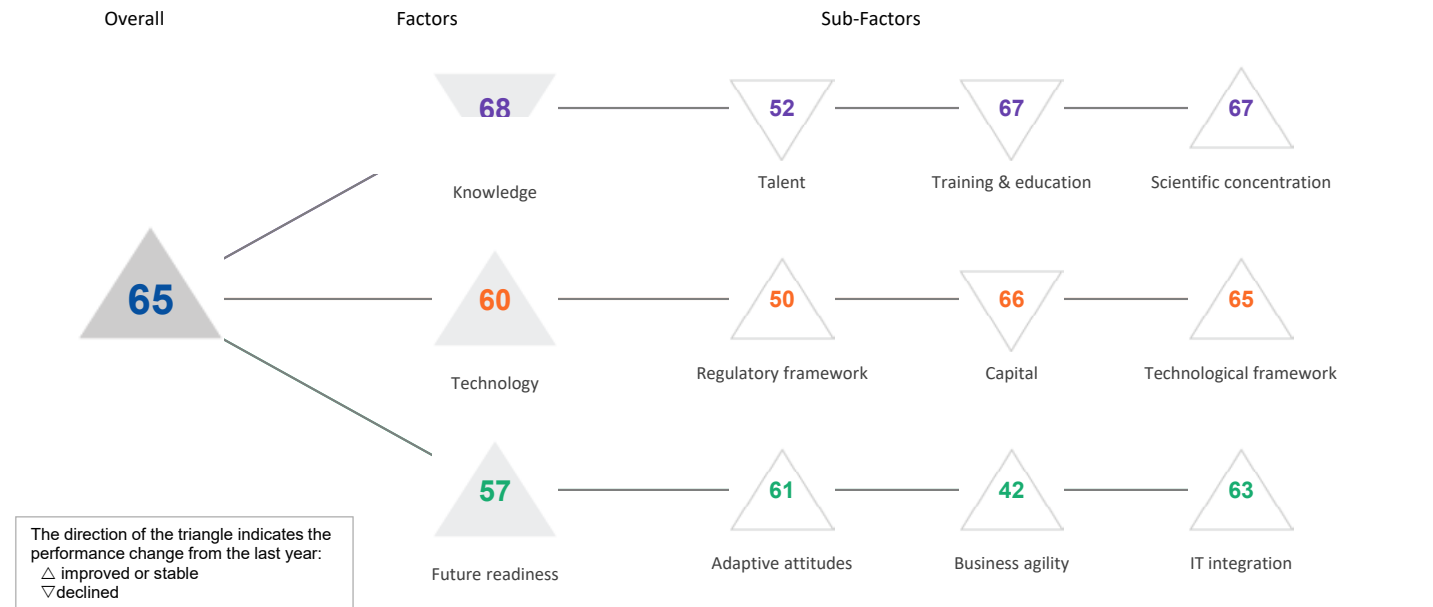 Overall Factors Sub-Factors
68 52 67 67
Knowledge Talent Training & education Scientific concentration
65 60 50 66 65
Technology Regulatory framework Capital Technological framework
57 61 42 63
Future readiness Adaptive attitudes Business agility IT integration
The direction of the triangle indicates the
performance change from the last year:
△ improved or stable
▽declined